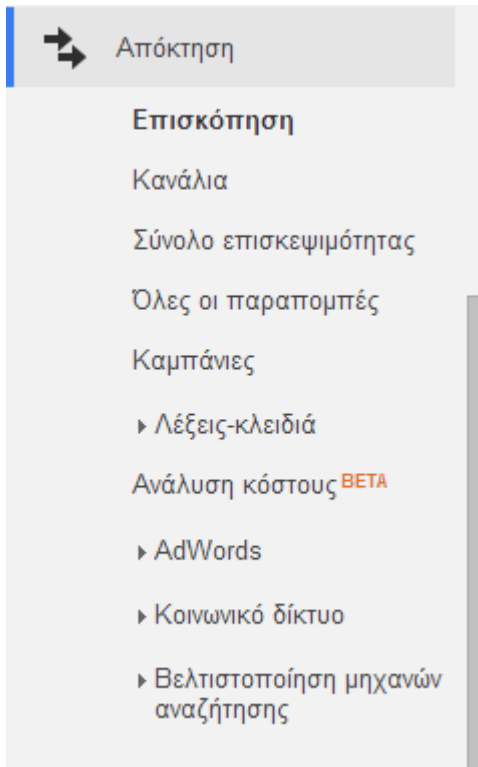 Απόκτηση
Επισκόπηση
Κανάλια
Σύνολο επισκεψιμότητας
Όλες οι παραπομπές
Καμπάνιες
Λέξεις-κλειδιά
Ανάλυση κόστους BETA
AdWords
Κοινωνικό δίκτυο
Βελτιστοποίηση μηχανών
αναζήτησης